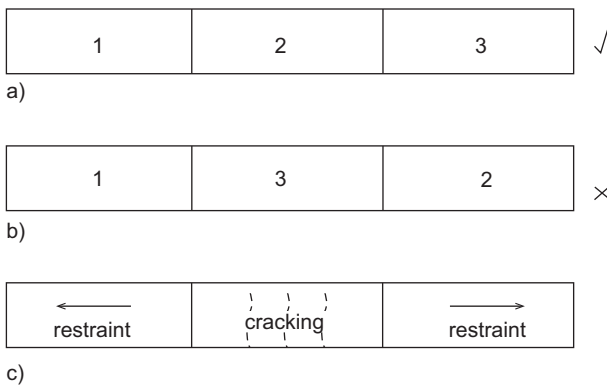 1 2 3 √
a)
1 3 2 ×
b)
restraint cracking restraint
c)